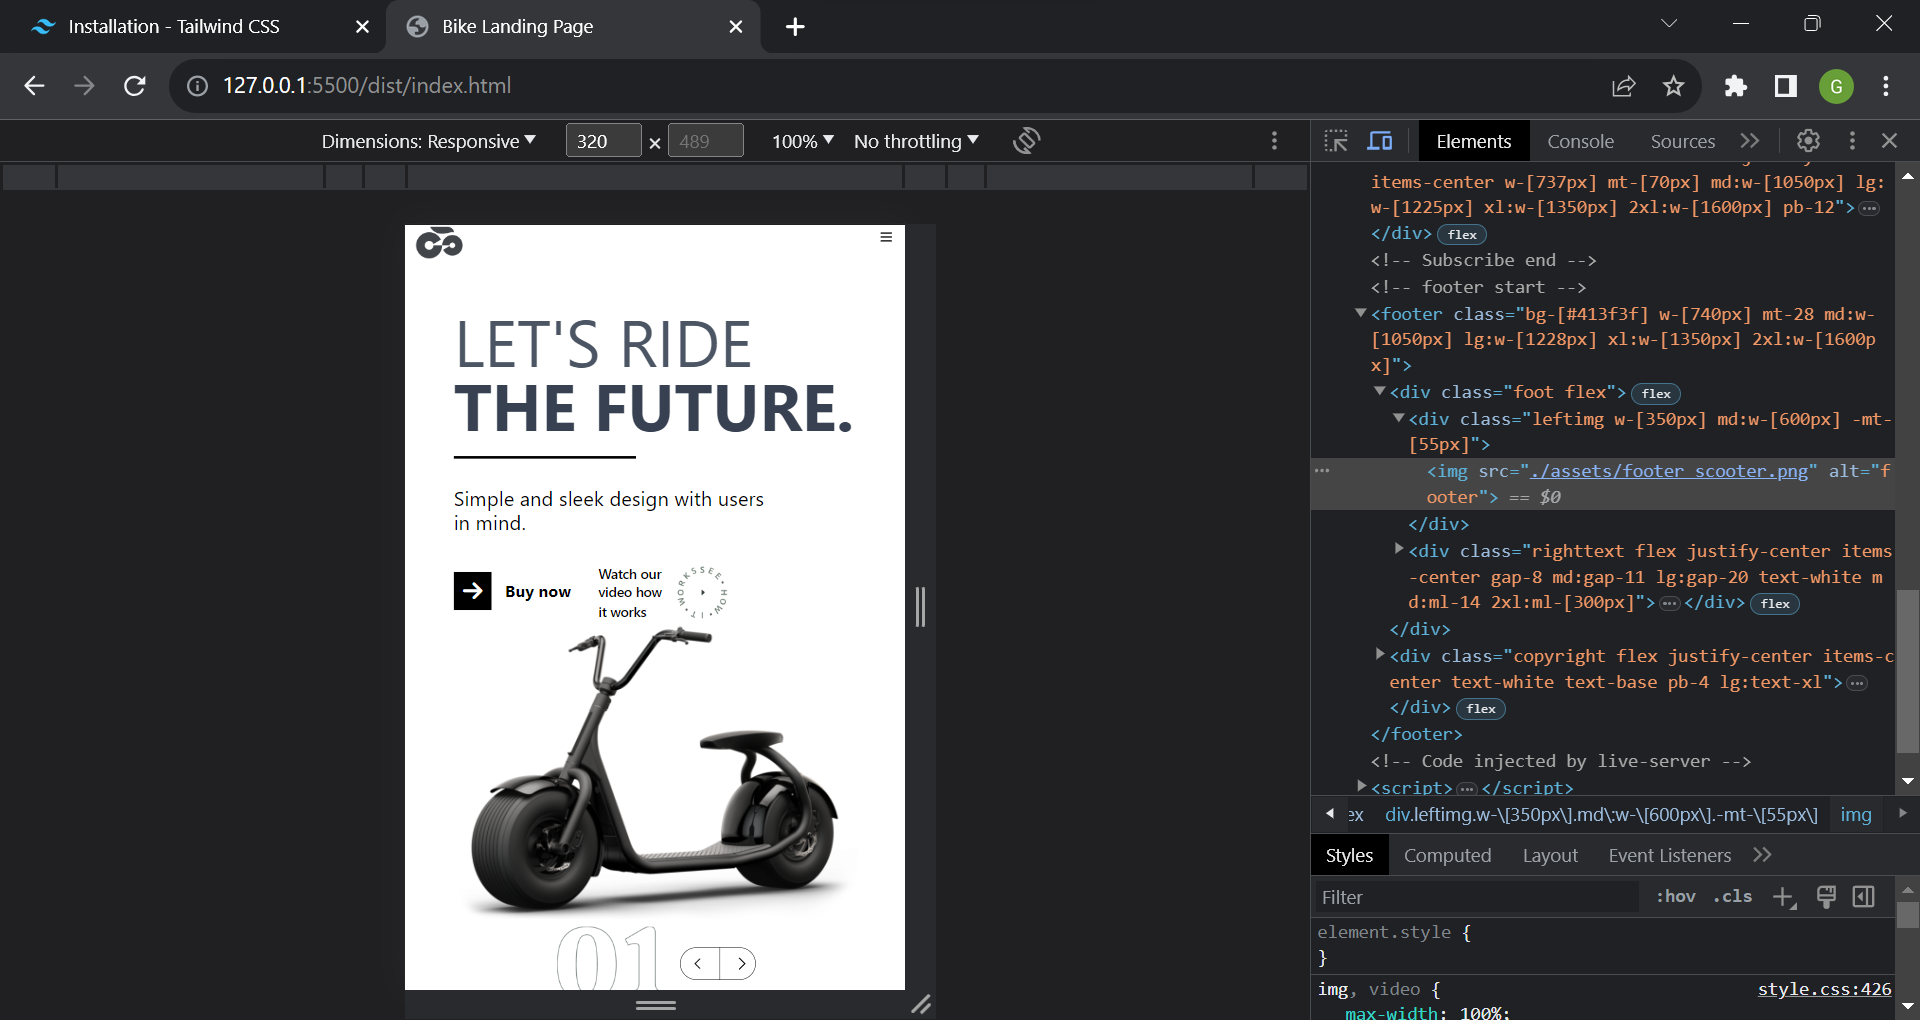 Installation - Tailwind CSS
Bike Landing Page
127.0.0.1:5500/dist/index.html
G
Dimensions: Responsive
320
×
489
100%
No throttling
LET'S RIDE
THE FUTURE.
Simple and sleek design with users
in mind.
Buy now
Watch our
video how
it works
SEE • HOW • IT • WORKS
01
Elements
Console
Sources
items-center w-[737px] mt-[70px] md:w-[1050px] lg:
w-[1225px] xl:w-[1350px] 2xl:w-[1600px] pb-12">
</div> flex
<!-- Subscribe end -->
<!-- footer start -->
<footer class="bg-[#413f3f] w-[740px] mt-28 md:w-
[1050px] lg:w-[1228px] xl:w-[1350px] 2xl:w-[1600p
x]">
<div class="foot flex"> flex
<div class="leftimg w-[350px] md:w-[600px] -mt-
[55px]">
<img src="./assets/footer scooter.png" alt="f
ooter"> == $0
</div>
<div class="righttext flex justify-center items
-center gap-8 md:gap-11 lg:gap-20 text-white m
d:ml-14 2xl:ml-[300px]"> … </div> flex
</div>
<div class="copyright flex justify-center items-c
enter text-white text-base pb-4 lg:text-xl"> …
</div> flex
</footer>
<!-- Code injected by live-server -->
<script> … </script>
ex div.leftimg.w-\[350px\].md\:w-\[600px\].-mt-\[55px\] img
Styles
Computed
Layout
Event Listeners
Filter
:hov
.cls
element.style {
}
img, video {
style.css:426
max-width: 100%;